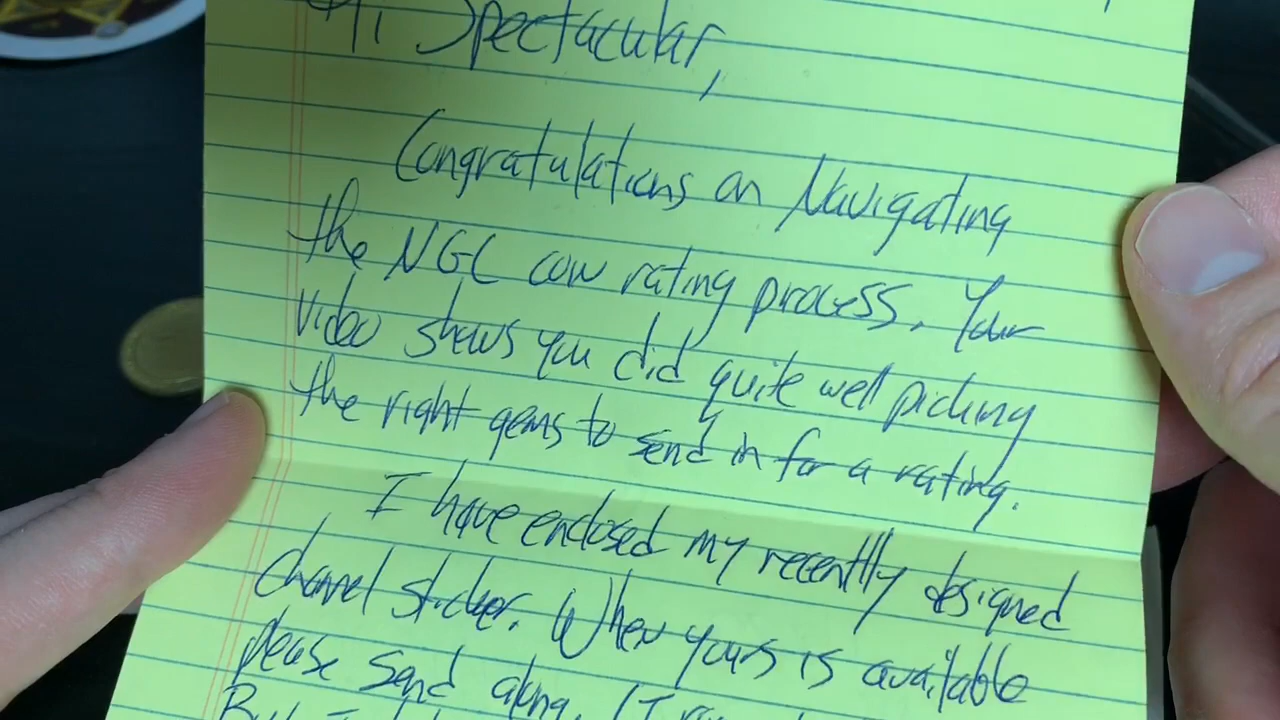 Hi Spectacular,
Congratulations on Navigating
the NGC cow rating process. Your
video shows you did quite well picking
the right gems to send in for a rating.
I have enclosed my recently designed
channel sticker. When yours is available
please send along. (I
But I